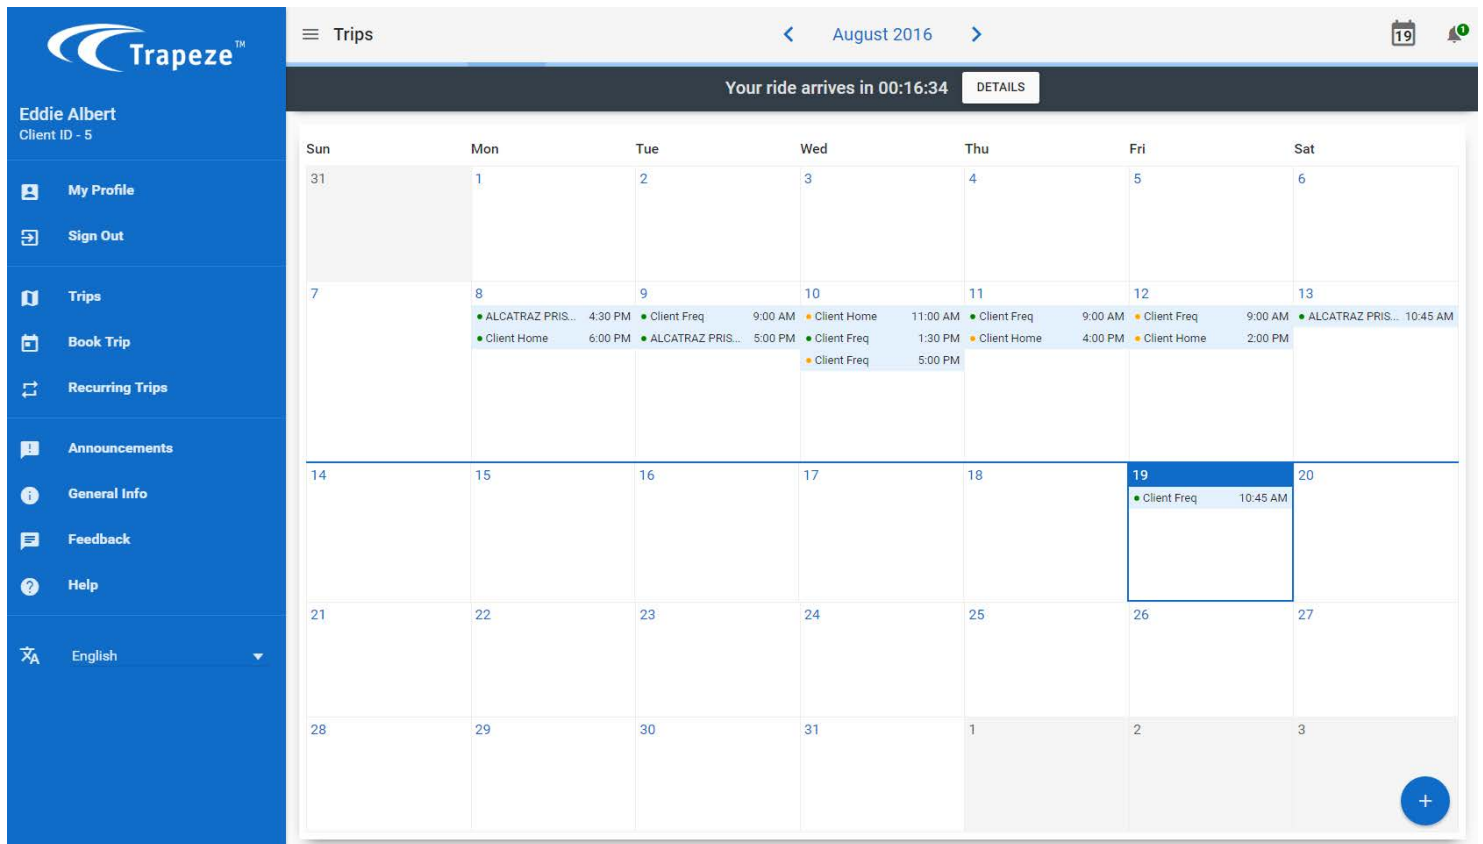 Trapeze™
Eddie Albert
Client ID - 5
My Profile
Sign Out
Trips
Book Trip
Recurring Trips
Announcements
General Info
Feedback
Help
English
Trips
August 2016
19
1
Your ride arrives in 00:16:34 DETAILS
Sun Mon Tue Wed Thu Fri Sat
31 1 2 3 4 5 6
7 8 9 10 11 12 13
ALCATRAZ PRIS... 4:30 PM Client Freq 9:00 AM Client Home 11:00 AM Client Freq 9:00 AM Client Freq 9:00 AM ALCATRAZ PRIS... 10:45 AM
Client Home 6:00 PM ALCATRAZ PRIS... 5:00 PM Client Freq 1:30 PM Client Home 4:00 PM Client Home 2:00 PM
Client Freq 5:00 PM
14 15 16 17 18 19 20
Client Freq 10:45 AM
21 22 23 24 25 26 27
28 29 30 31 1 2 3
+